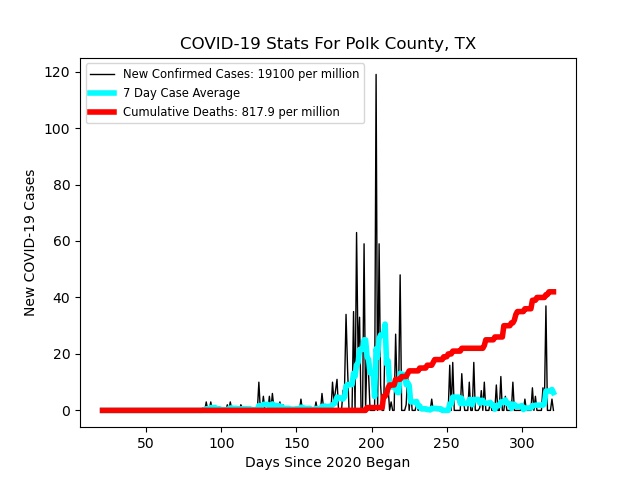 COVID-19 Stats For Polk County, TX
New Confirmed Cases: 19100 per million
7 Day Case Average
Cumulative Deaths: 817.9 per million
New COVID-19 Cases
120
100
80
60
40
20
0
50 100 150 200 250 300
Days Since 2020 Began